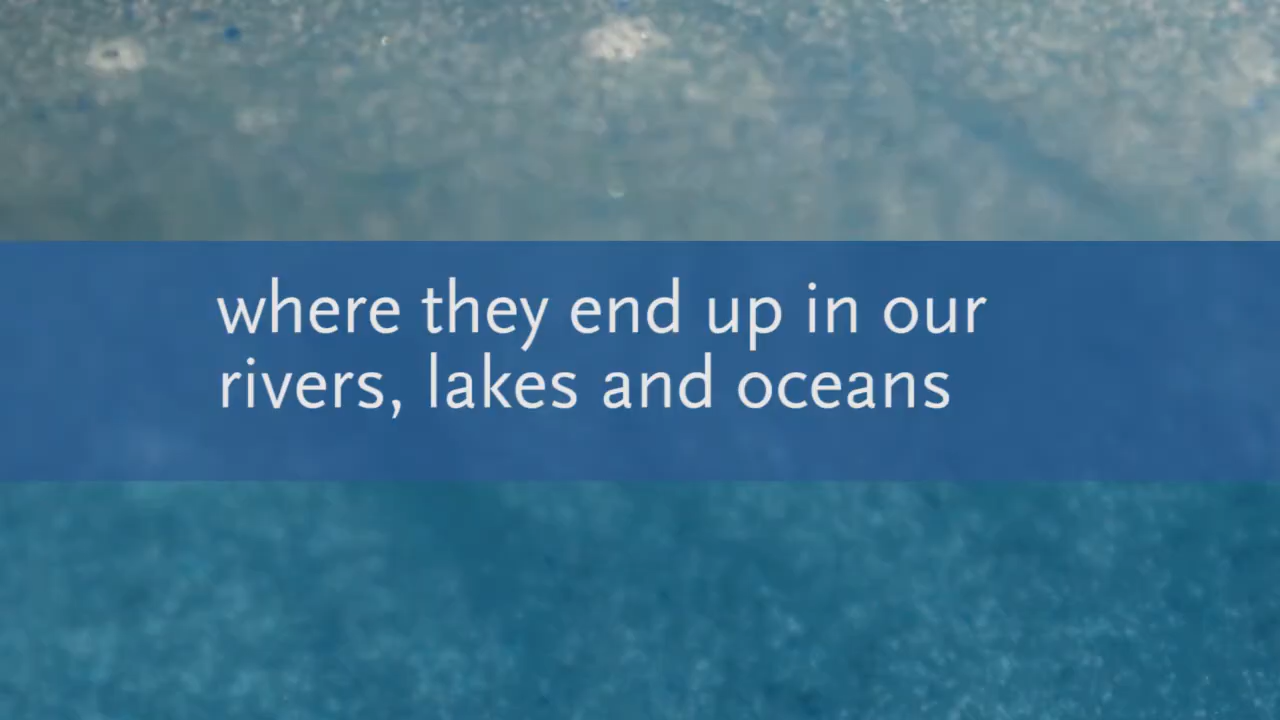 where they end up in our
rivers, lakes and oceans